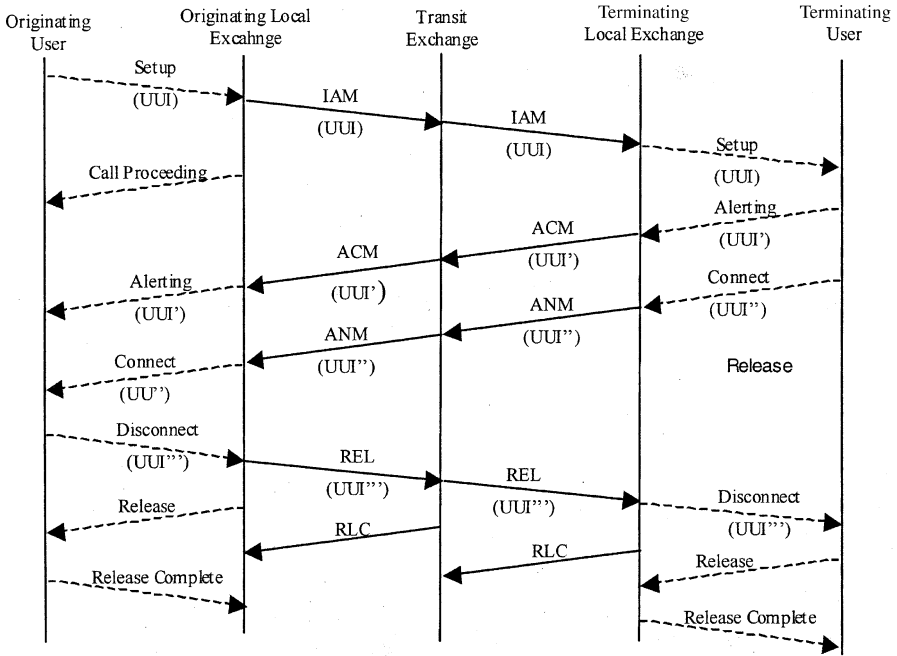 Originating
User
Originating Local
Excahnge
Transit
Exchange
Terminating
Local Exchange
Terminating
User
Setup
(UUI)
IAM
(UUI)
IAM
(UUI)
Setup
(UUI)
Call Proceeding
Alerting
(UUI')
ACM
(UUI')
ACM
(UUI')
Alerting
(UUI')
Connect
(UUI'')
ANM
(UUI'')
ANM
(UUI'')
Connect
(UU'')
Release
Disconnect
(UUI''')
REL
(UUI''')
REL
(UUI''')
Disconnect
(UUI''')
Release
RLC
RLC
Release
Release Complete
Release Complete